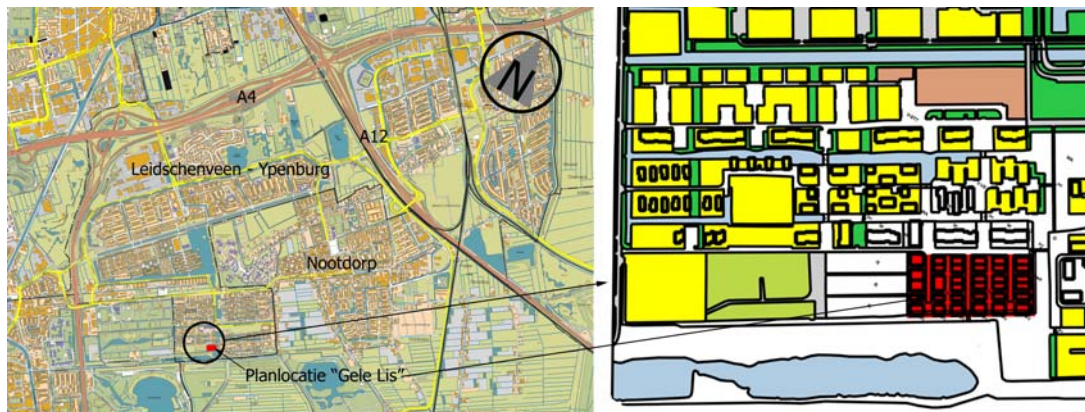 N
A4
A12
Leidschenveen - Ypenburg
Nootdorp
Planlocatie "Gele Lis"